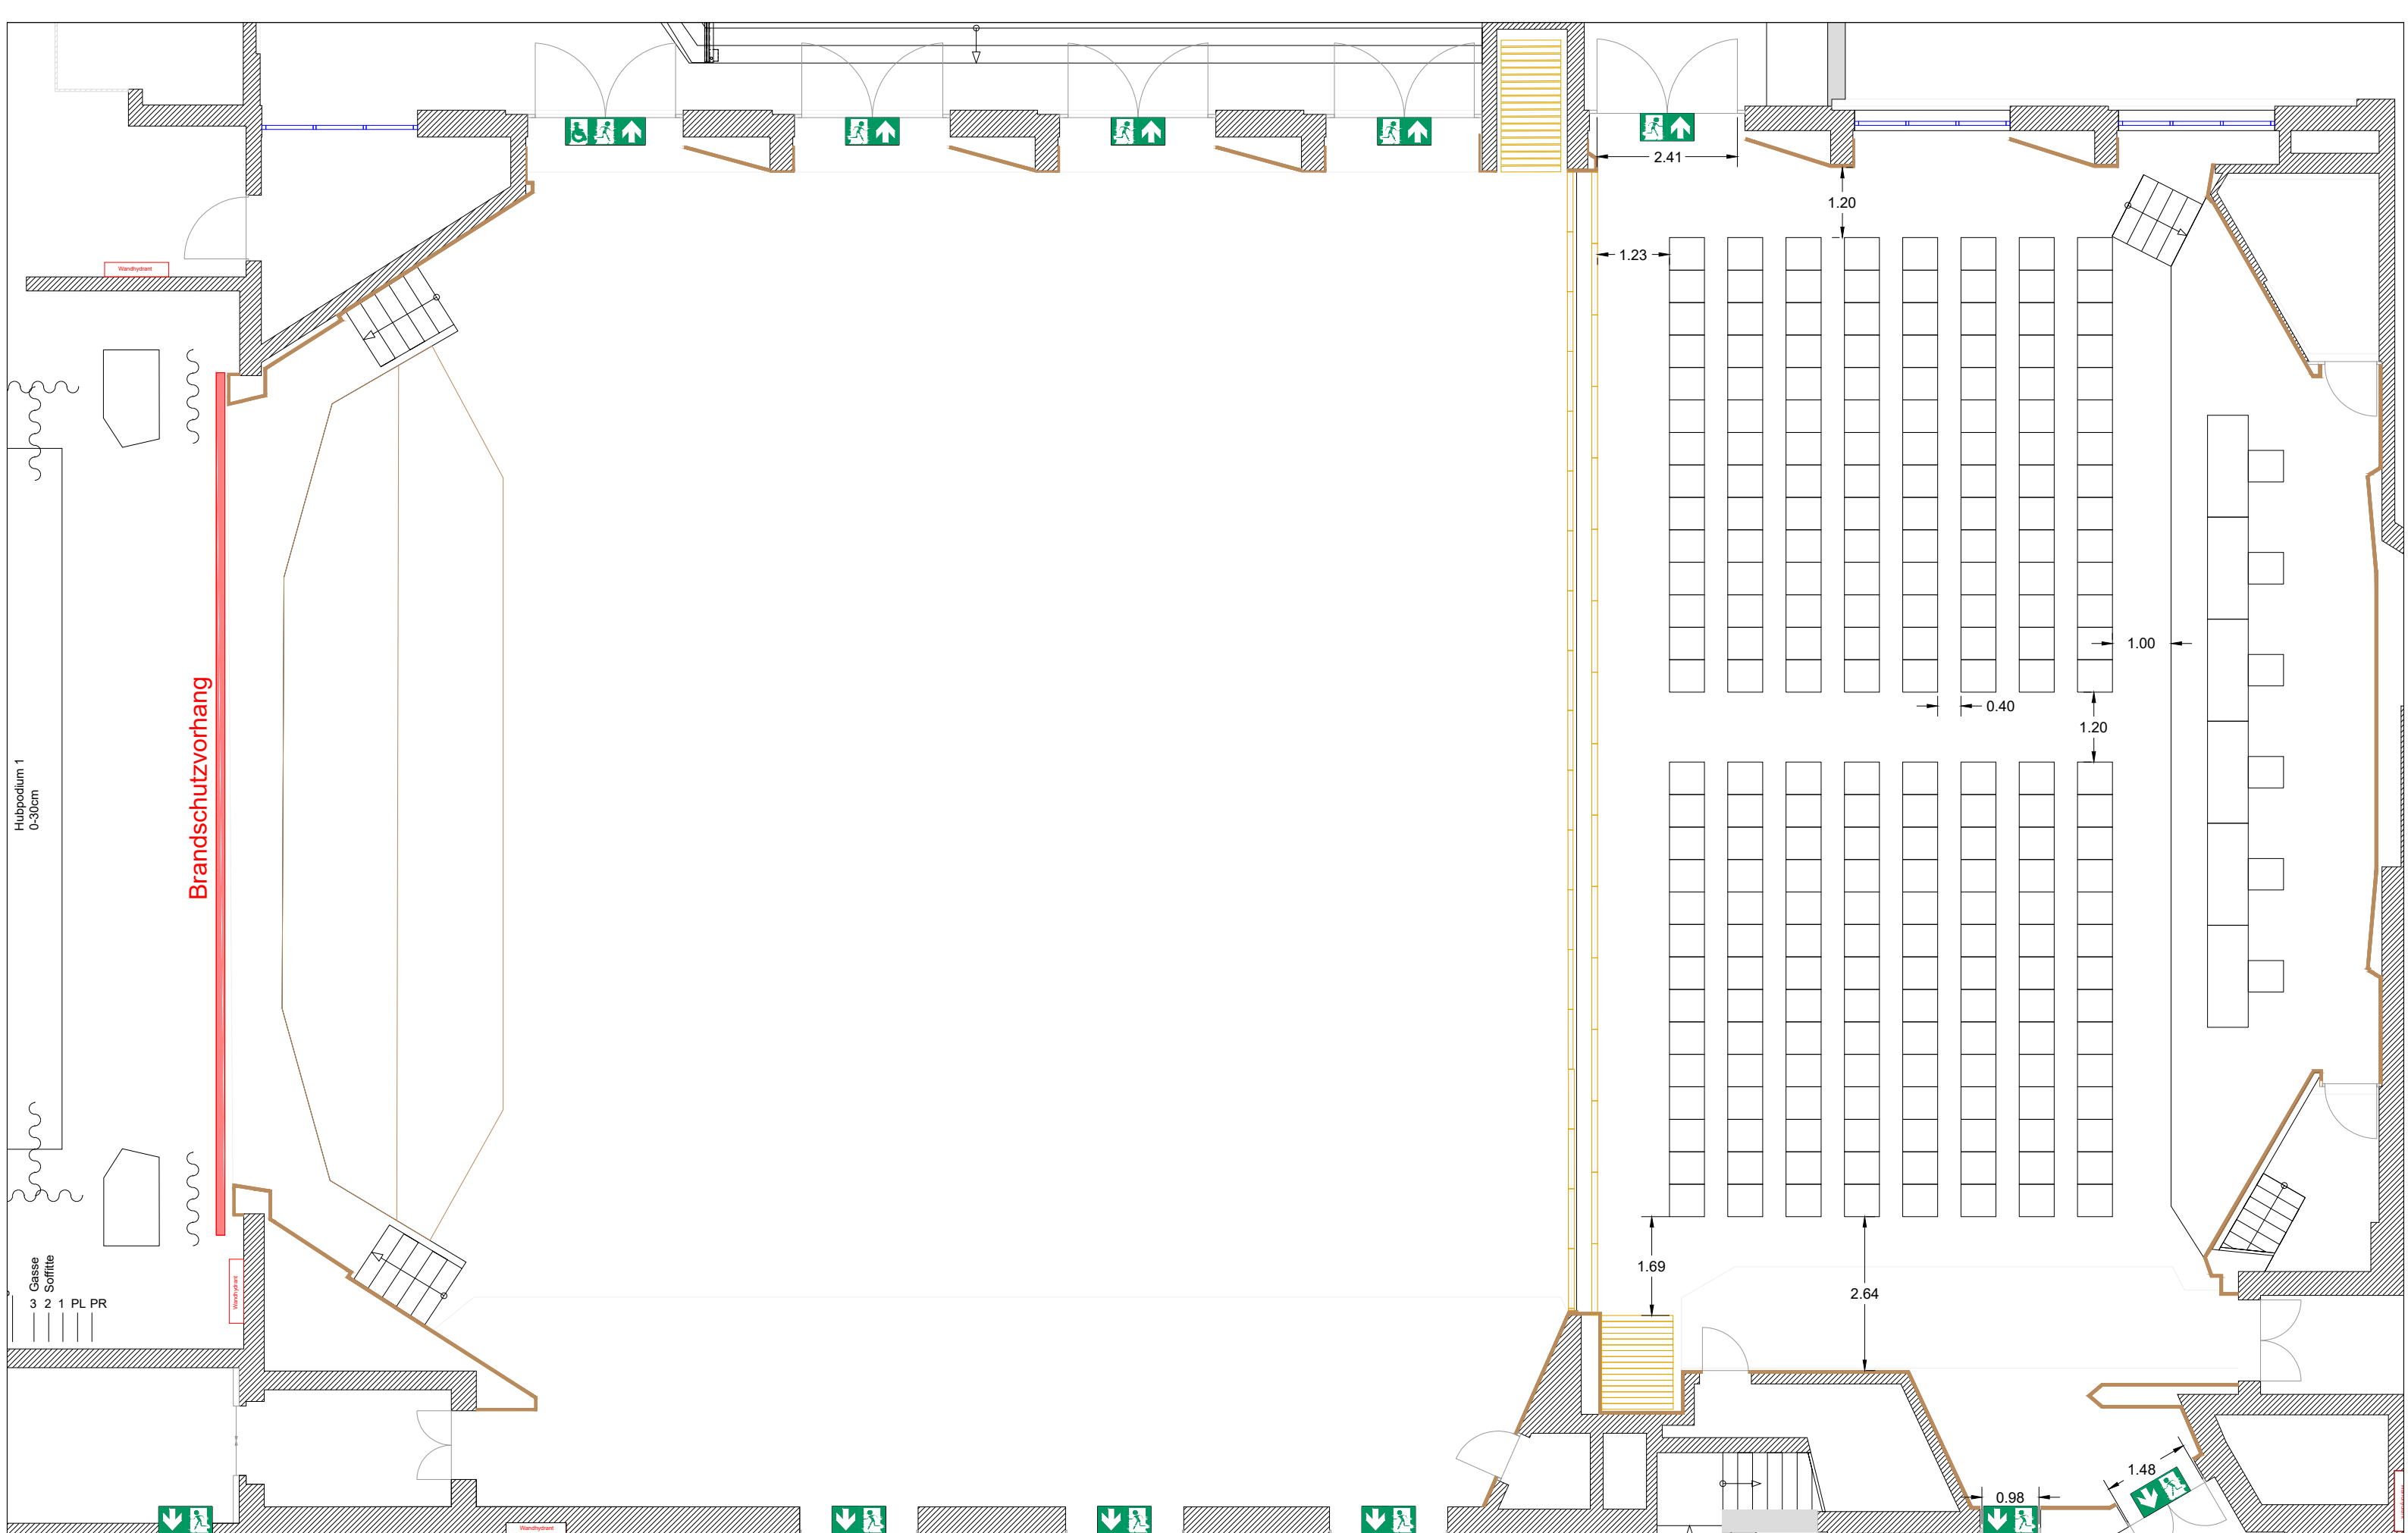 2.41
1.20
1.23
Wandhydrant
1.00
0.40
1.20
Brandschutzvorhang
Hubpodium 1
0-30cm
1.69
2.64
Gasse
Soffitte
3 2 1 PL PR
Wandhydrant
1.48
0.98
Wandhydrant